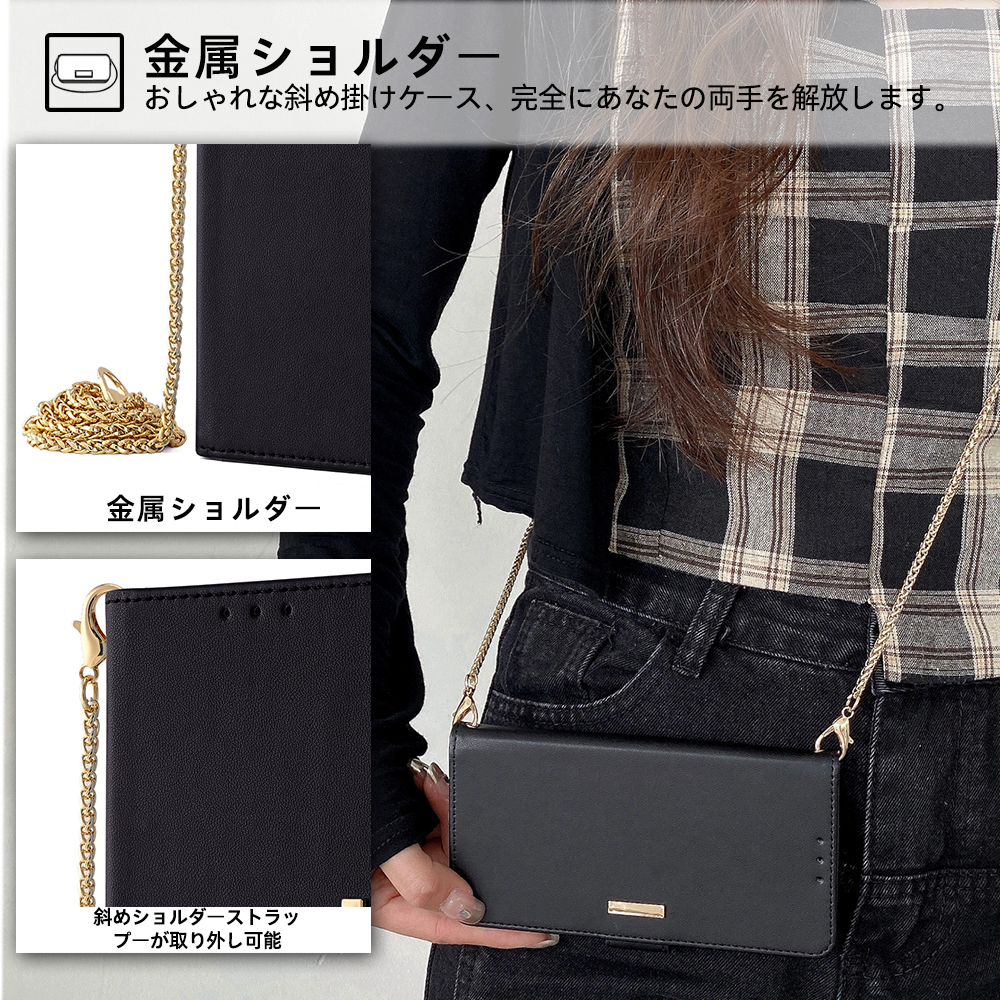 金属ショルダー
おしゃれな斜め掛けケース、完全にあなたの両手を解放します。
金属ショルダー
斜めショルダーストラッ
プーが取り外し可能